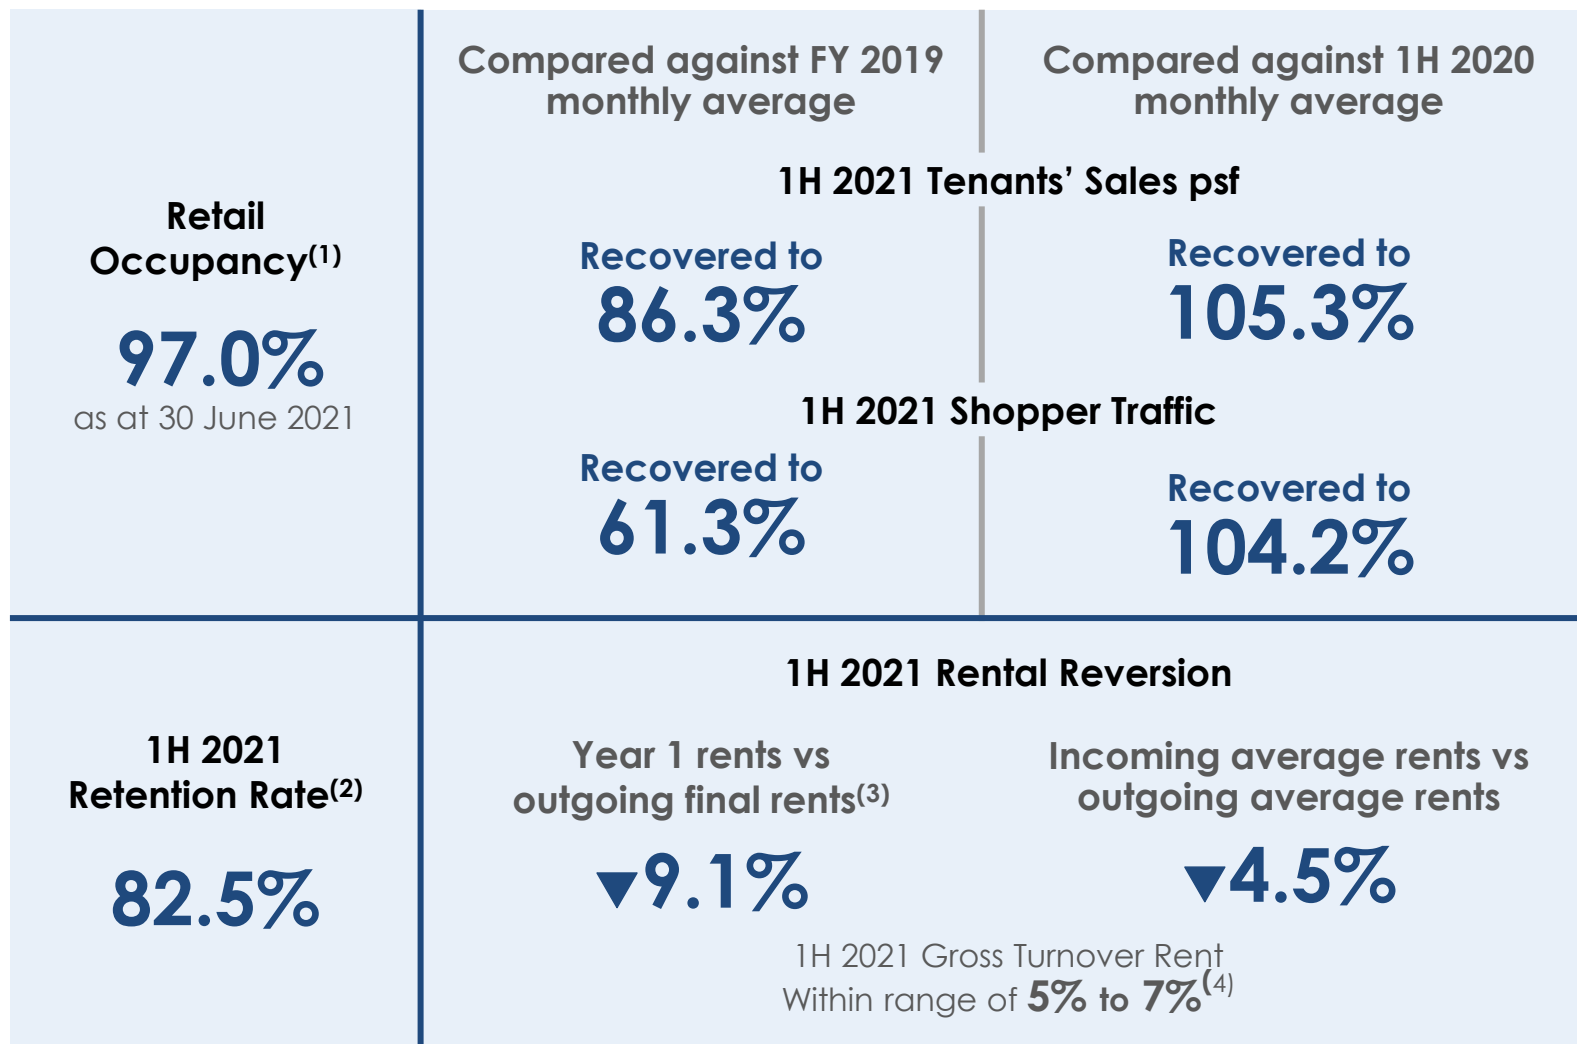 Retail
Occupancy(1)
97.0%
as at 30 June 2021
Compared against FY 2019
monthly average
Compared against 1H 2020
monthly average
1H 2021 Tenants’ Sales psf
Recovered to
86.3%
Recovered to
105.3%
1H 2021 Shopper Traffic
Recovered to
61.3%
Recovered to
104.2%
1H 2021
Retention Rate(2)
82.5%
1H 2021 Rental Reversion
Year 1 rents vs
outgoing final rents(3)
▼9.1%
Incoming average rents vs
outgoing average rents
▼4.5%
1H 2021 Gross Turnover Rent
Within range of 5% to 7%(4)